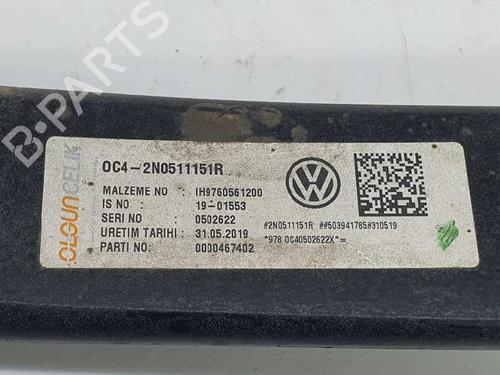 B-Parts
OLGUN CELIK
OC4-2N0511151R
MALZEME NO : IH9760561200
IS NO : 19-01553
SERI NO : 0502622
URETIM TARIHI : 31.05.2019
PARTI NO: 0000467402
#2N0511151R ##503941785#310519
*978 0C40502622X*=